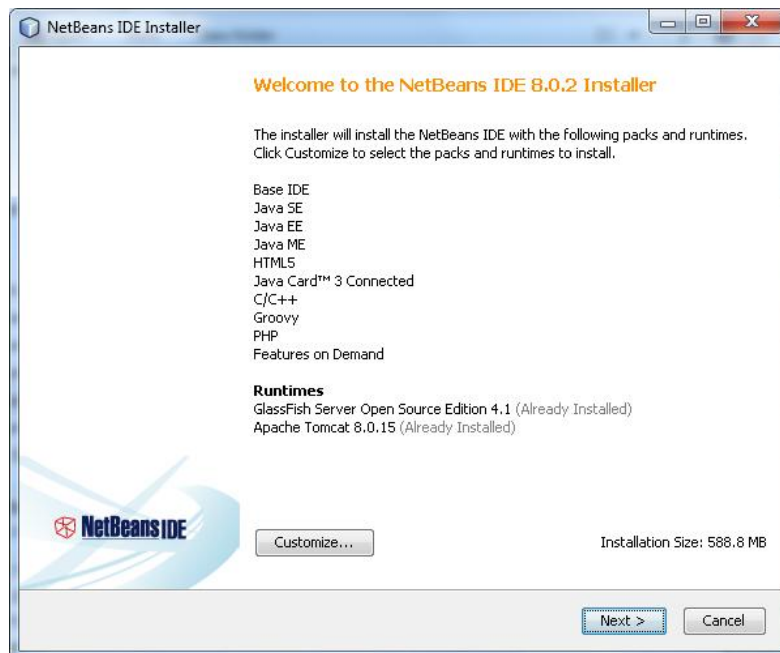 NetBeans IDE Installer
Welcome to the NetBeans IDE 8.0.2 Installer
The installer will install the NetBeans IDE with the following packs and runtimes.
Click Customize to select the packs and runtimes to install.
Base IDE
Java SE
Java EE
Java ME
HTML5
Java Card™ 3 Connected
C/C++
Groovy
PHP
Features on Demand
Runtimes
GlassFish Server Open Source Edition 4.1 (Already Installed)
Apache Tomcat 8.0.15 (Already Installed)
NetBeans IDE
Customize... Installation Size: 588.8 MB
Next > Cancel